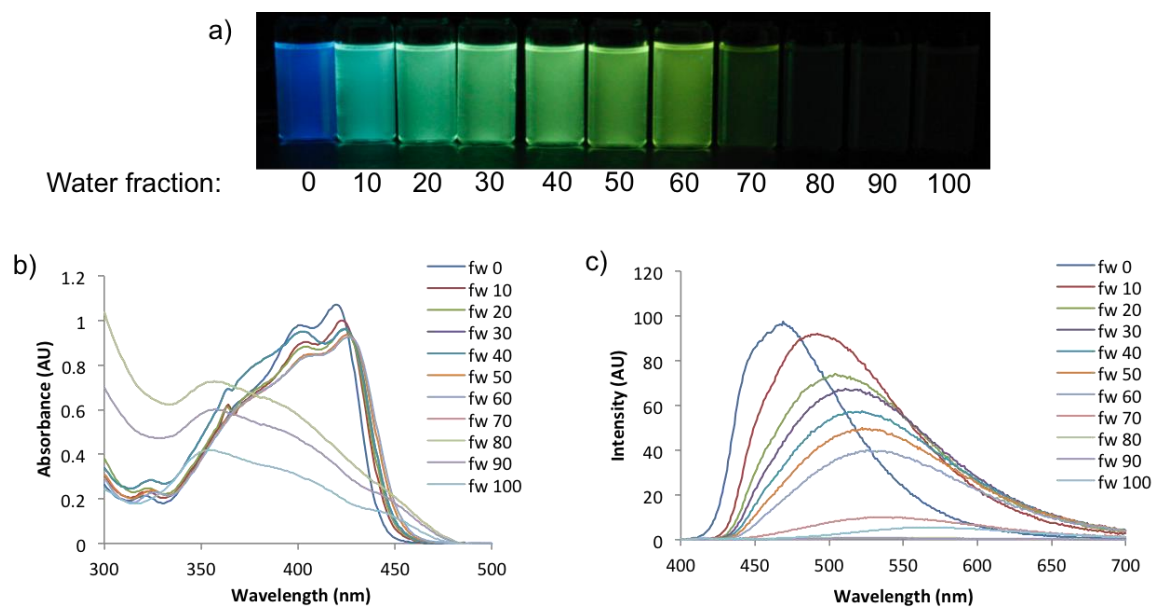 a)
Water fraction: 0 10 20 30 40 50 60 70 80 90 100
b)
Absorbance (AU)
1.2
1
0.8
0.6
0.4
0.2
0
300 350 400 450 500
Wavelength (nm)
fw 0
fw 10
fw 20
fw 30
fw 40
fw 50
fw 60
fw 70
fw 80
fw 90
fw 100
c)
Intensity (AU)
120
100
80
60
40
20
0
400 450 500 550 600 650 700
Wavelength (nm)
fw 0
fw 10
fw 20
fw 30
fw 40
fw 50
fw 60
fw 70
fw 80
fw 90
fw 100